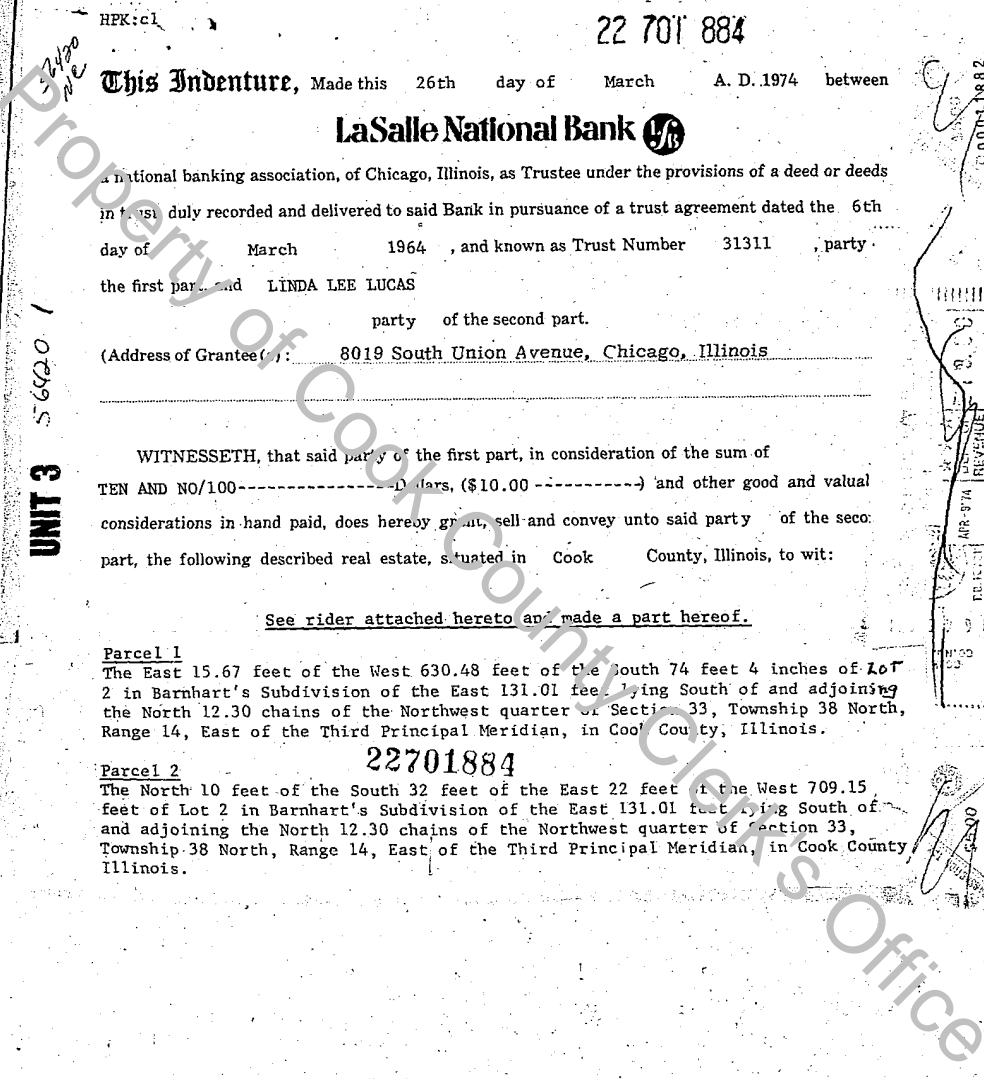 HPK:cl
22 701 884
56420
NE
This Indenture, Made this 26th day of March A. D. 1974 between
LaSalle National Bank
a national banking association, of Chicago, Illinois, as Trustee under the provisions of a deed or deeds
in trust duly recorded and delivered to said Bank in pursuance of a trust agreement dated the 6th
day of March 1964 , and known as Trust Number 31311 , party
the first part and LINDA LEE LUCAS
party of the second part.
(Address of Grantee(s): 8019 South Union Avenue, Chicago, Illinois
WITNESSETH, that said party of the first part, in consideration of the sum of
TEN AND NO/100-----------------Dollars, ($10.00 -----------) and other good and valual
considerations in hand paid, does hereby grant, sell and convey unto said party of the seco
part, the following described real estate, situated in Cook County, Illinois, to wit:
See rider attached hereto and made a part hereof.
Parcel 1
The East 15.67 feet of the West 630.48 feet of the South 74 feet 4 inches of LOT
2 in Barnhart's Subdivision of the East 131.01 feet lying South of and adjoining
the North 12.30 chains of the Northwest quarter of Section 33, Township 38 North,
Range 14, East of the Third Principal Meridian, in Cook County, Illinois.
22701884
Parcel 2
The North 10 feet of the South 32 feet of the East 22 feet of the West 709.15
feet of Lot 2 in Barnhart's Subdivision of the East 131.01 feet lying South of
and adjoining the North 12.30 chains of the Northwest quarter of Section 33,
Township 38 North, Range 14, East of the Third Principal Meridian, in Cook County
Illinois.
UNIT 3 56420 1
APR-9'74
REVENUE
Property of Cook County Clerk's Office